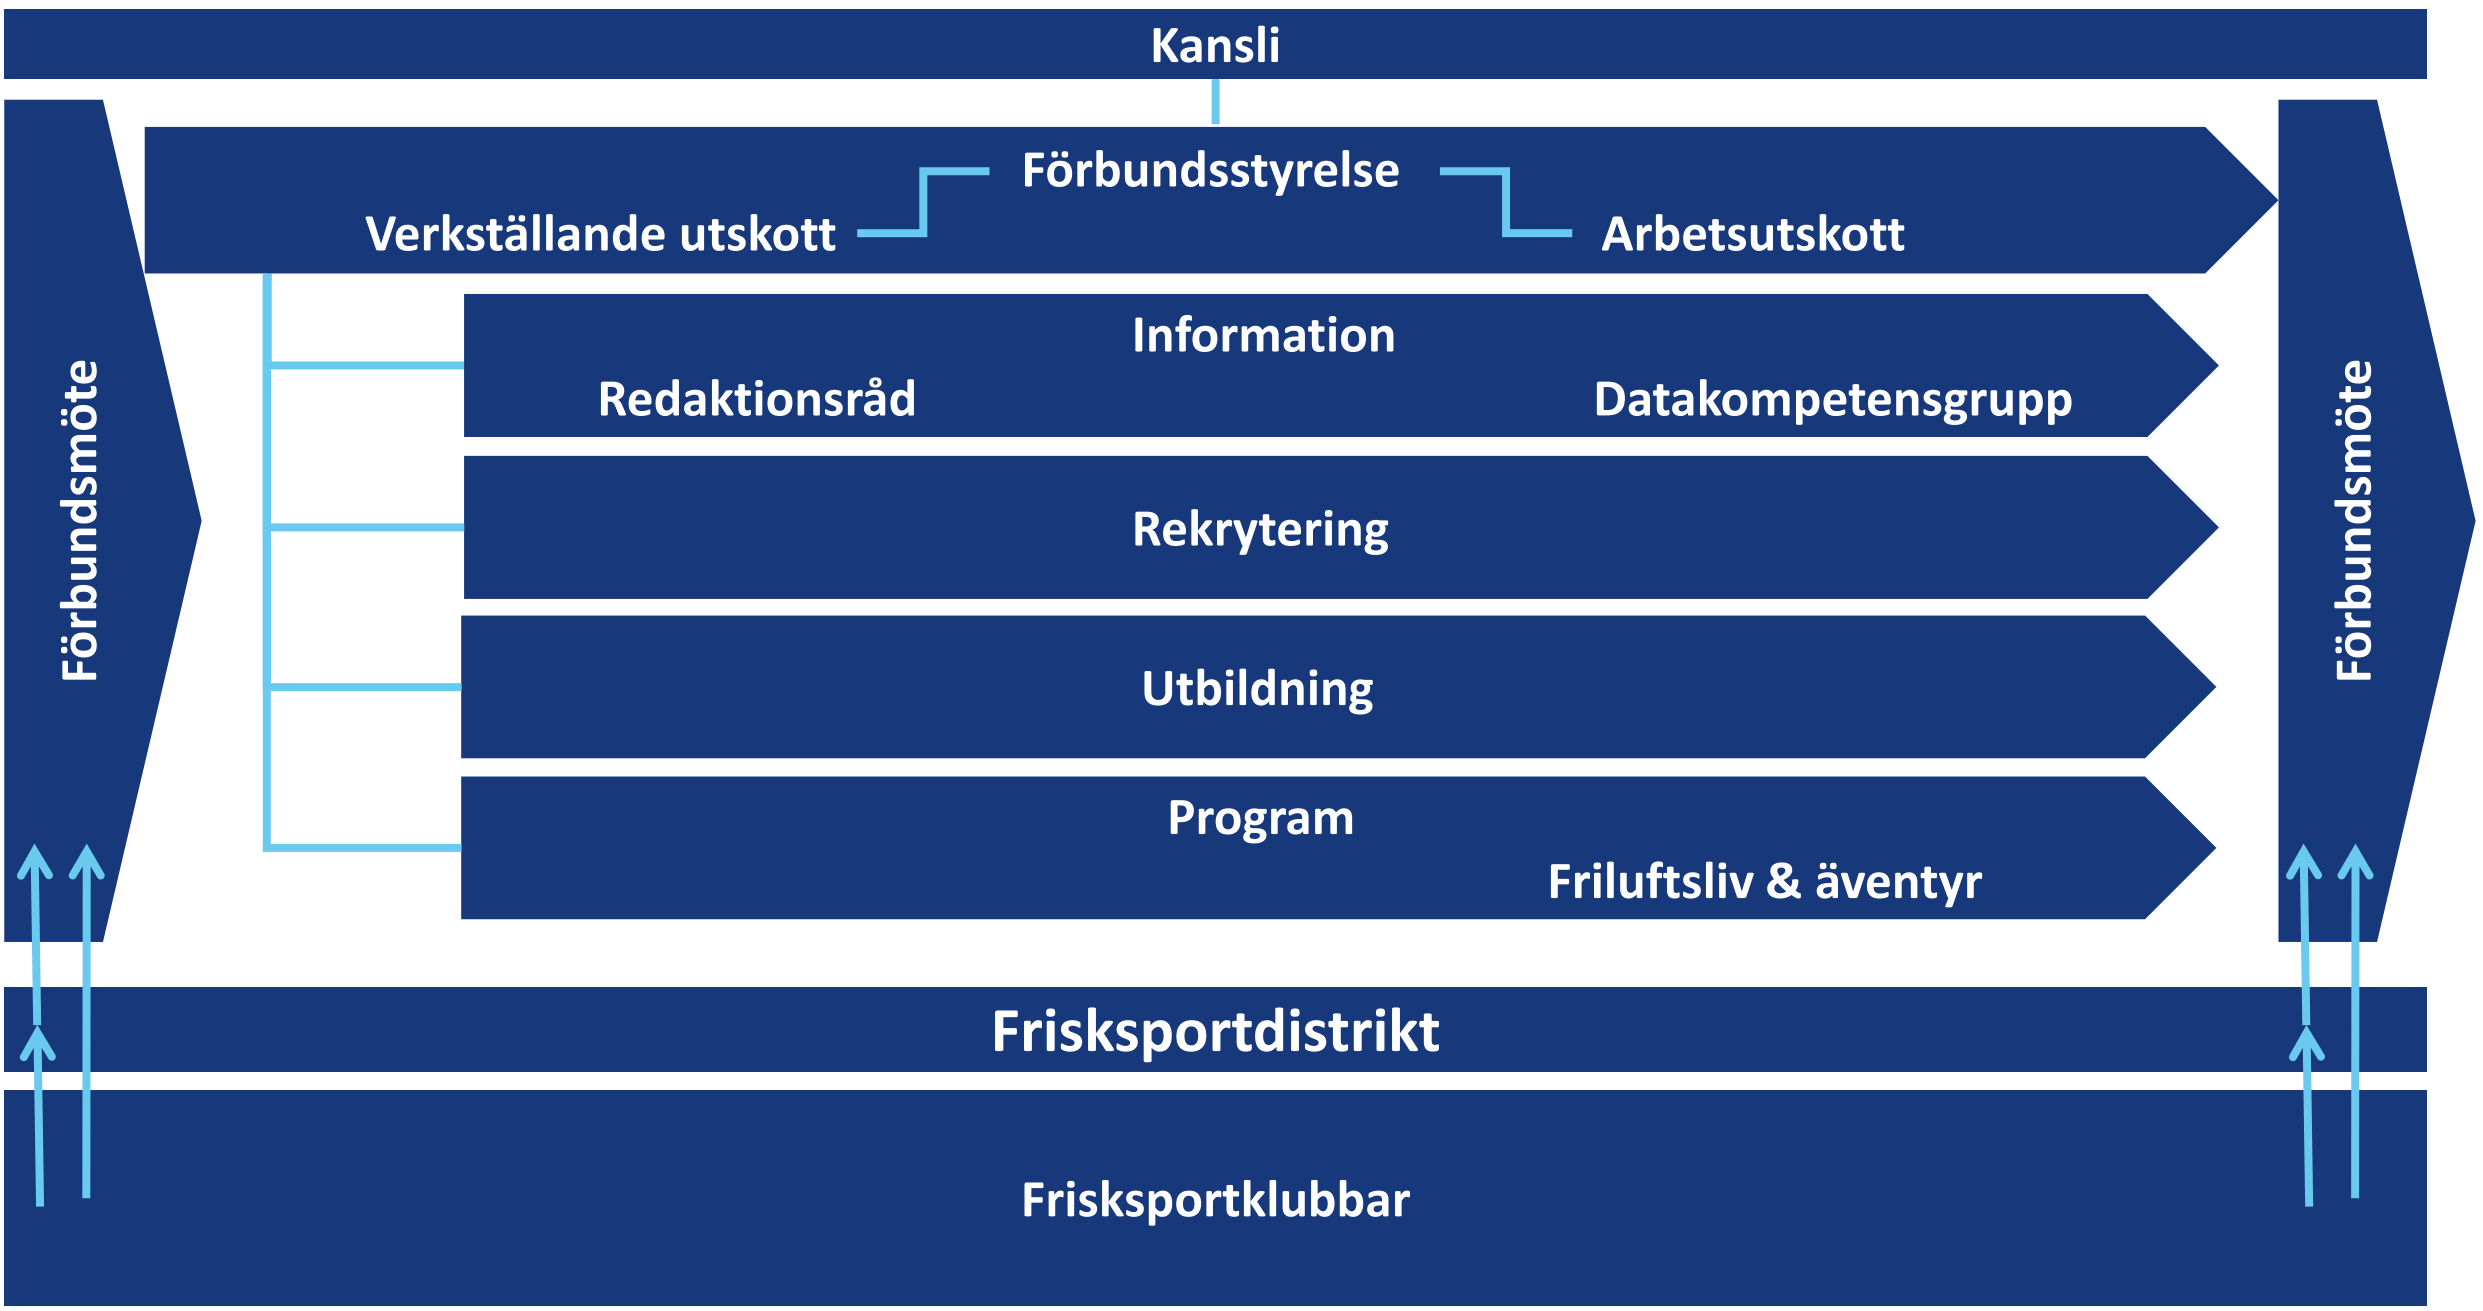 Kansli
Förbundsmöte
Förbundsstyrelse
Verkställande utskott
Arbetsutskott
Information
Redaktionsråd
Datakompetensgrupp
Rekrytering
Utbildning
Program
Friluftsliv & äventyr
Förbundsmöte
Frisksportdistrikt
Frisksportklubbar